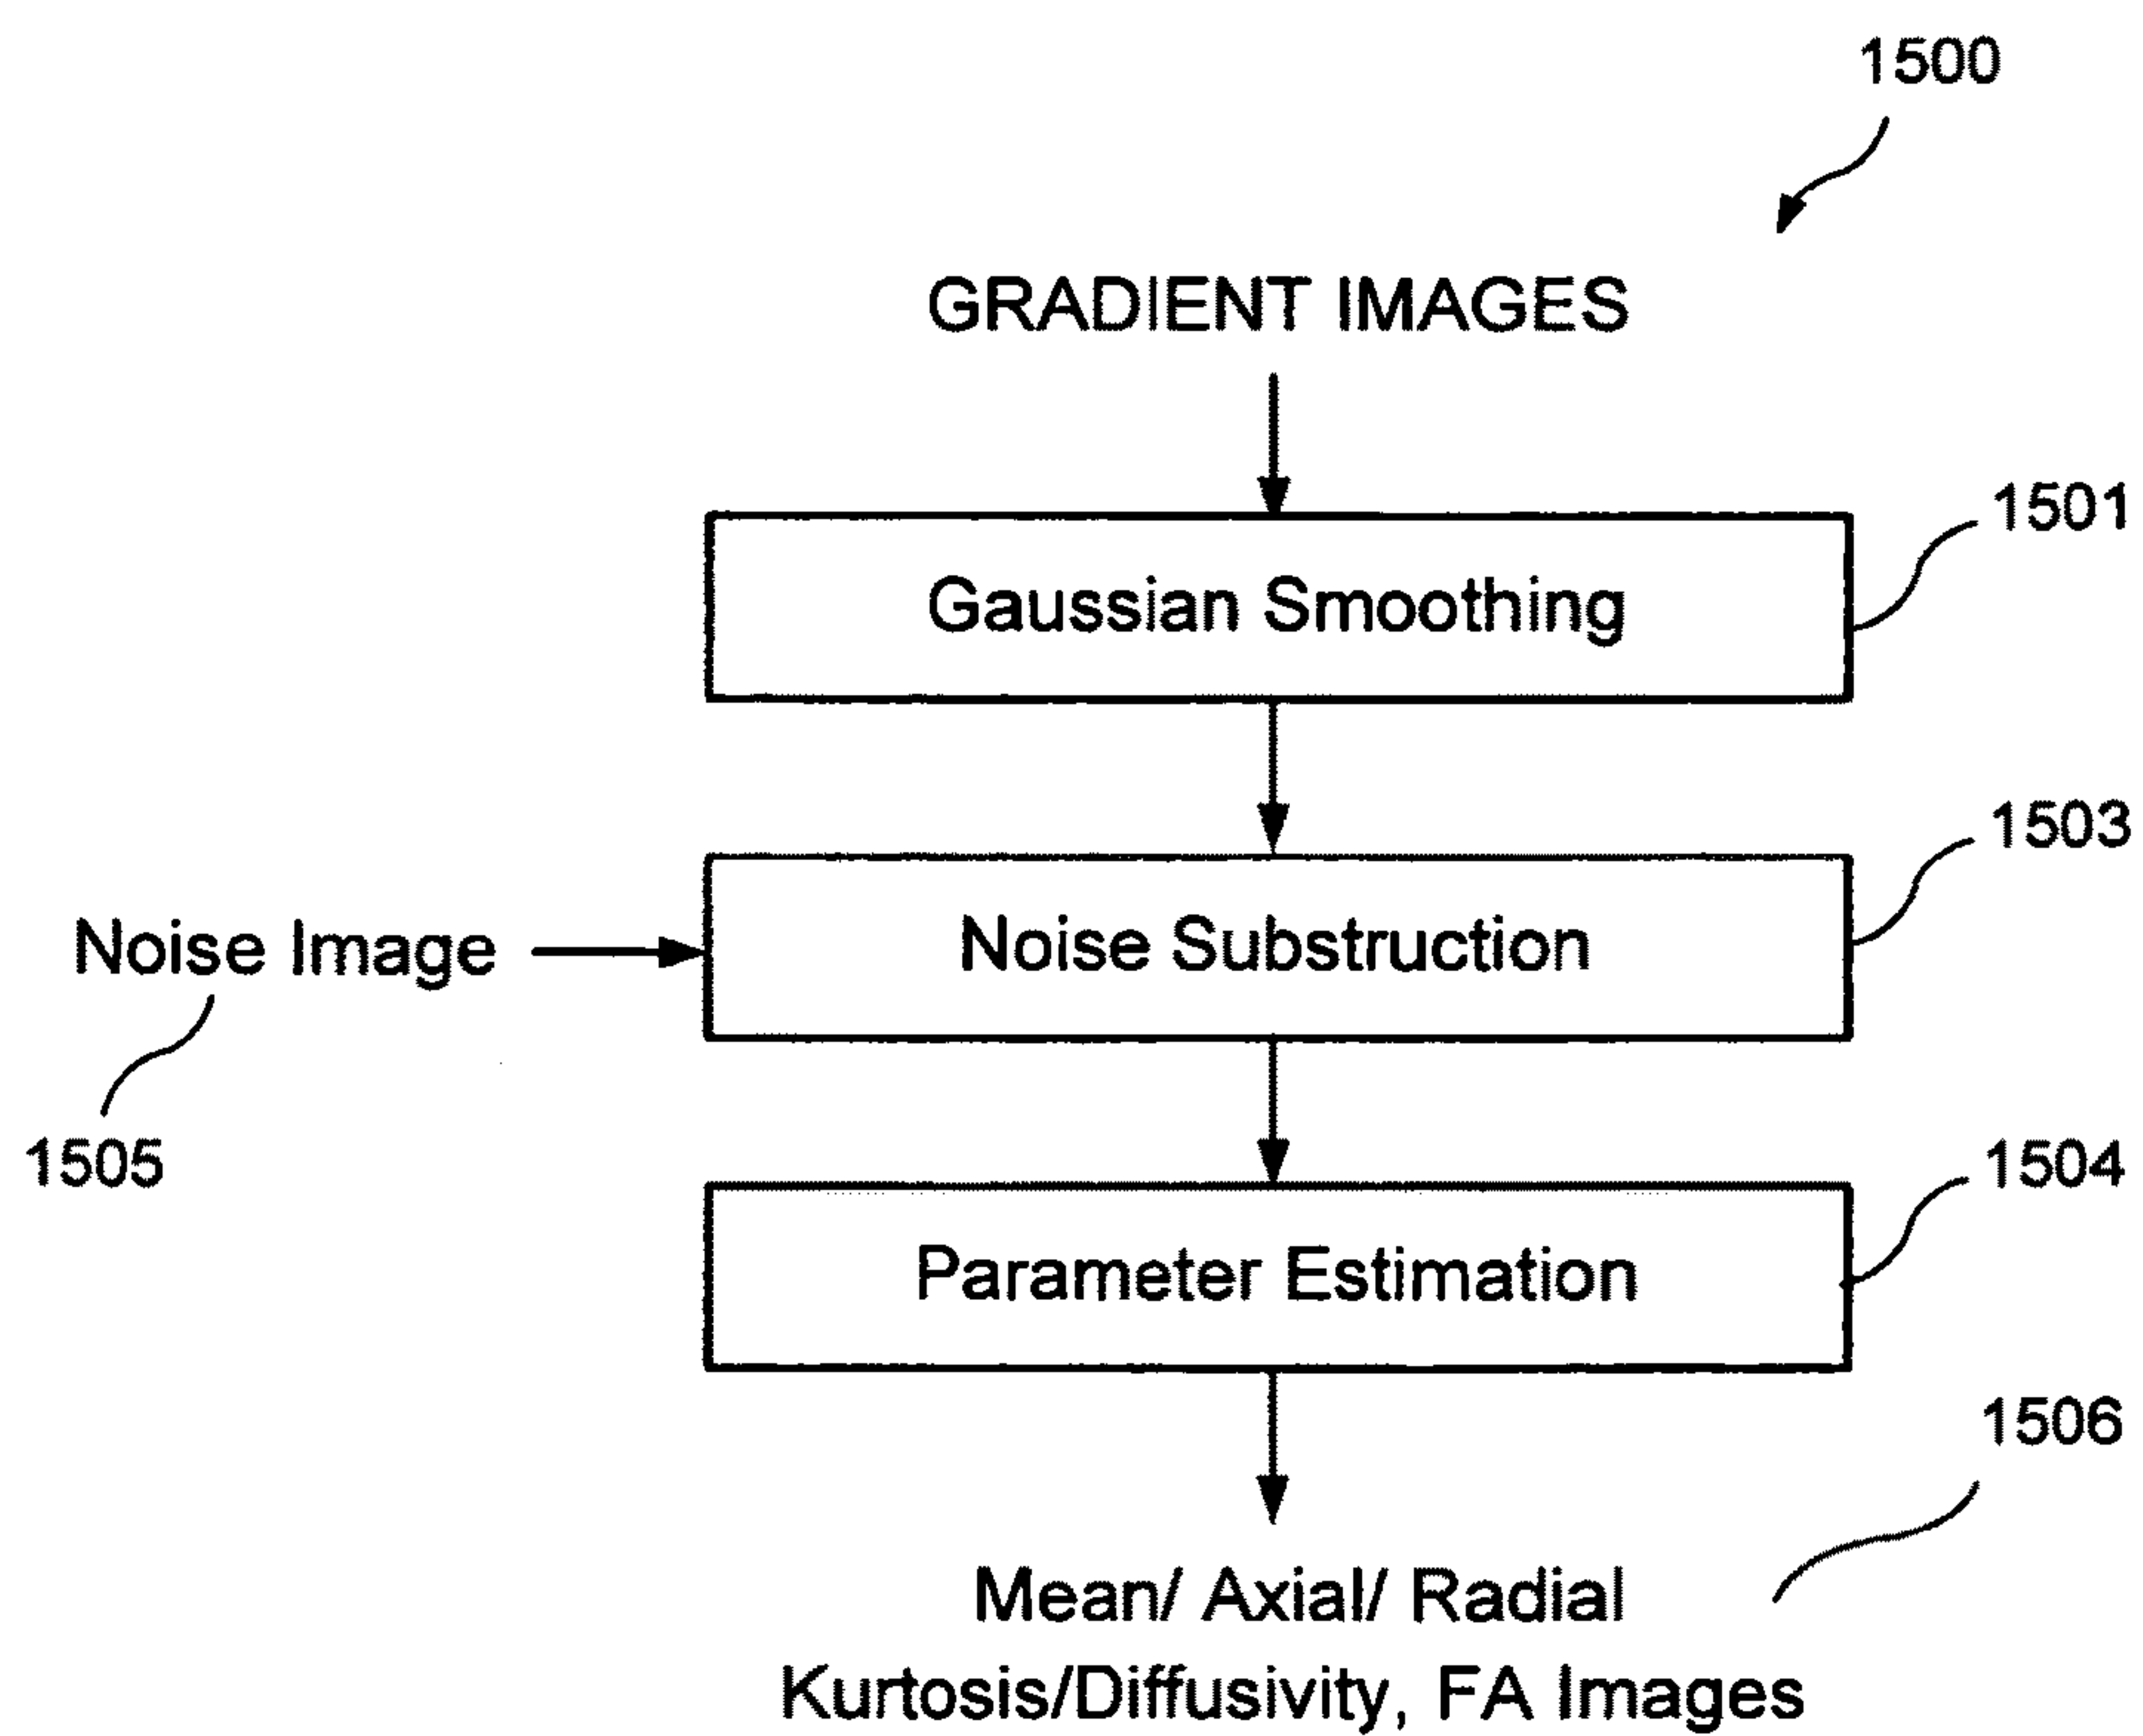 1500
GRADIENT IMAGES
1501
Gaussian Smoothing
1503
Noise Image
Noise Substruction
1505
1504
Parameter Estimation
1506
Mean/ Axial/ Radial
Kurtosis/Diffusivity, FA Images